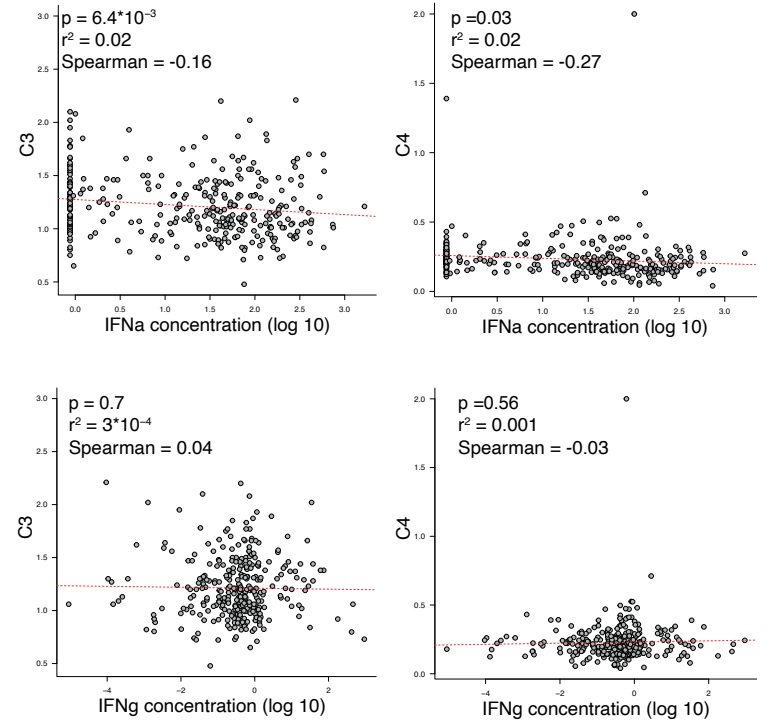 p = 6.4*10⁻³
r² = 0.02
Spearman = -0.16
3.0
2.5
2.0
1.5
1.0
0.5
C3
0.0 0.5 1.0 1.5 2.0 2.5 3.0
IFNa concentration (log 10)
p =0.03
r² = 0.02
Spearman = -0.27
2.0
1.5
1.0
0.5
0.0
C4
0.0 0.5 1.0 1.5 2.0 2.5 3.0
IFNa concentration (log 10)
p = 0.7
r² = 3*10⁻⁴
Spearman = 0.04
3.0
2.5
2.0
1.5
1.0
0.5
C3
−4 −2 0 2
IFNg concentration (log 10)
p =0.56
r² = 0.001
Spearman = -0.03
2.0
1.5
1.0
0.5
0.0
C4
−4 −2 0 2
IFNg concentration (log 10)